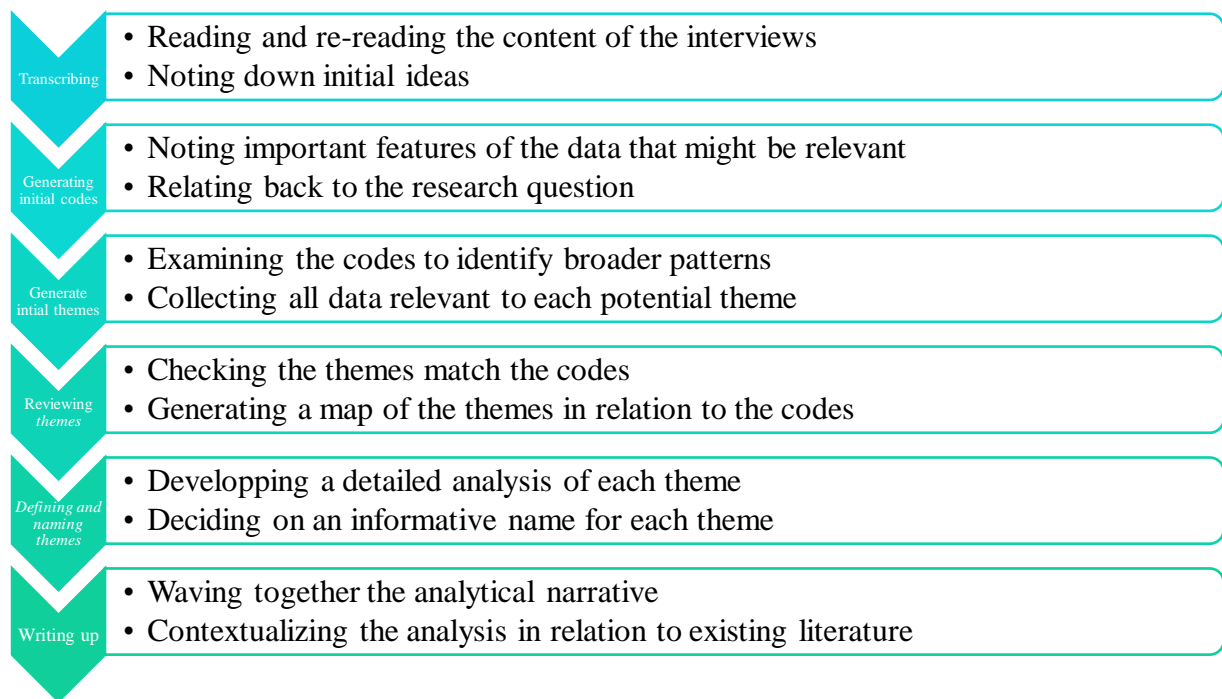 Transcribing
• Reading and re-reading the content of the interviews
• Noting down initial ideas
Generating
initial codes
• Noting important features of the data that might be relevant
• Relating back to the research question
Generate
intial themes
• Examining the codes to identify broader patterns
• Collecting all data relevant to each potential theme
Reviewing
themes
• Checking the themes match the codes
• Generating a map of the themes in relation to the codes
Defining and
naming
themes
• Developping a detailed analysis of each theme
• Deciding on an informative name for each theme
Writing up
• Waving together the analytical narrative
• Contextualizing the analysis in relation to existing literature